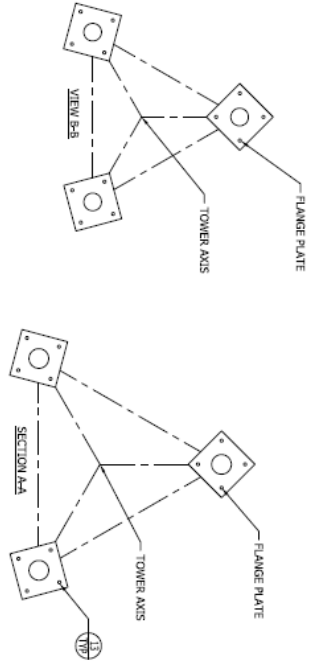 FLANGE PLATE
TOWER AXIS
VIEW B-B
FLANGE PLATE
TOWER AXIS
SECTION A-A
13
TYP